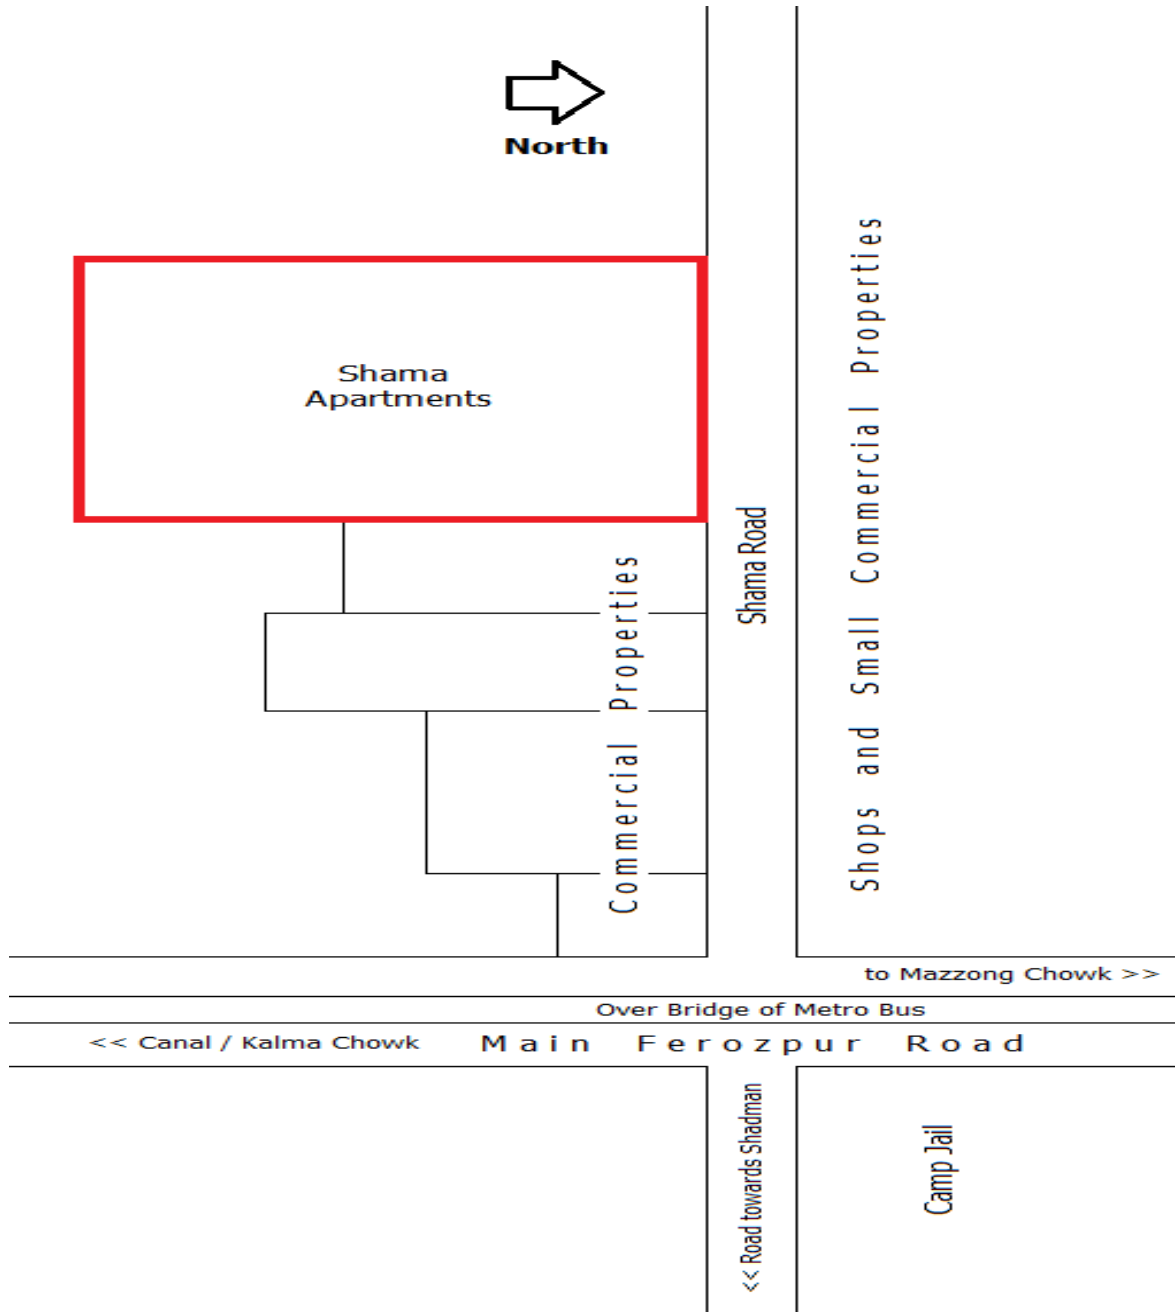 North
Shama
Apartments
Shama Road
Commercial Properties
Shops and Small Commercial Properties
to Mazzong Chowk >>
Over Bridge of Metro Bus
<< Canal / Kalma Chowk
Main Ferozpur Road
<< Road towards Shadman
Camp Jail